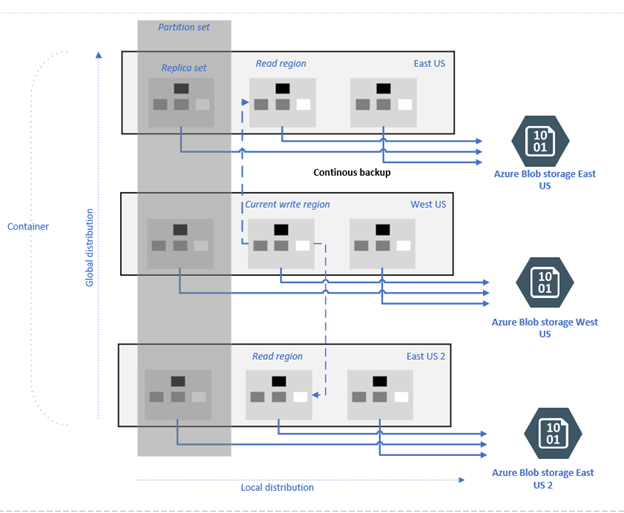 Partition set
Replica set
Read region
East US
10
01
Azure Blob storage East
US
Continous backup
Current write region
West US
Container
Global distribution
10
01
Azure Blob storage West
US
Read region
East US 2
10
01
Azure Blob storage East
US 2
Local distribution